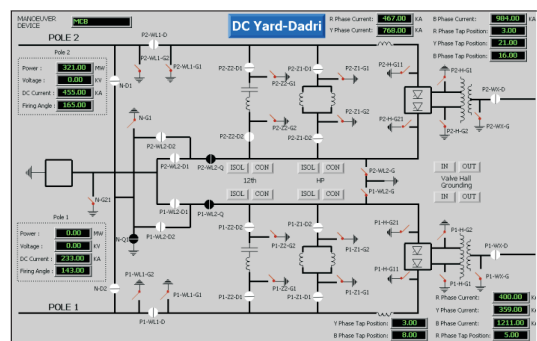 MANOEUVER DEVICE MCB
DC Yard-Dadri
R Phase Current: 467.00 KA
Y Phase Current: 768.00 KA
B Phase Current: 984.00 KA
R Phase Tap Position: 3.00
Y Phase Tap Position: 21.00
B Phase Tap Position: 16.00
POLE 2
P2-WL1-D
P2-WL1-G2
P2-WL1-G1
Pole 2
Power : 321.00 MW
Voltage : 0.00 KV
DC Current : 455.00 KA
Firing Angle : 165.00
N-D1
N-G1
P2-Z2-D1
P2-Z2-G1
P2-Z1-D1
P2-Z1-G1
P2-H-G11
P2-H-G1
P2-WX-D
P2-WX-G
P2-H-G2
P2-H-G21
P2-Z2-G2
P2-Z1-G2
P2-Z2-D2
P2-Z1-D2
P2-WL2-D2
P2-WL2-D1
P2-WL2-Q
ISOL CON
ISOL CON
P2-WL2-G
IN OUT
12th
HP
Valve Hall Grounding
N-G21
ISOL CON
ISOL CON
P1-WL2-G
IN OUT
P1-WL2-D1
P1-WL2-Q
P1-WL2-D2
N-Q1
Pole 1
Power : 0.00 MW
Voltage : 0.00 KV
DC Current : 233.00 KA
Firing Angle : 143.00
P1-Z2-D2
P1-Z1-D2
P1-Z2-G2
P1-Z1-G2
P1-H-G21
P1-H-G2
P1-WX-D
P1-WX-G
P1-H-G1
P1-H-G11
P1-Z2-G1
P1-Z1-G1
P1-Z2-D1
P1-Z1-D1
N-D2
P1-WL1-G2
P1-WL1-G1
POLE 1
P1-WL1-D
R Phase Current: 400.00
Y Phase Current: 359.00
Y Phase Tap Position: 3.00
B Phase Current: 1211.00
B Phase Tap Position: 8.00
R Phase Tap Position: 5.00